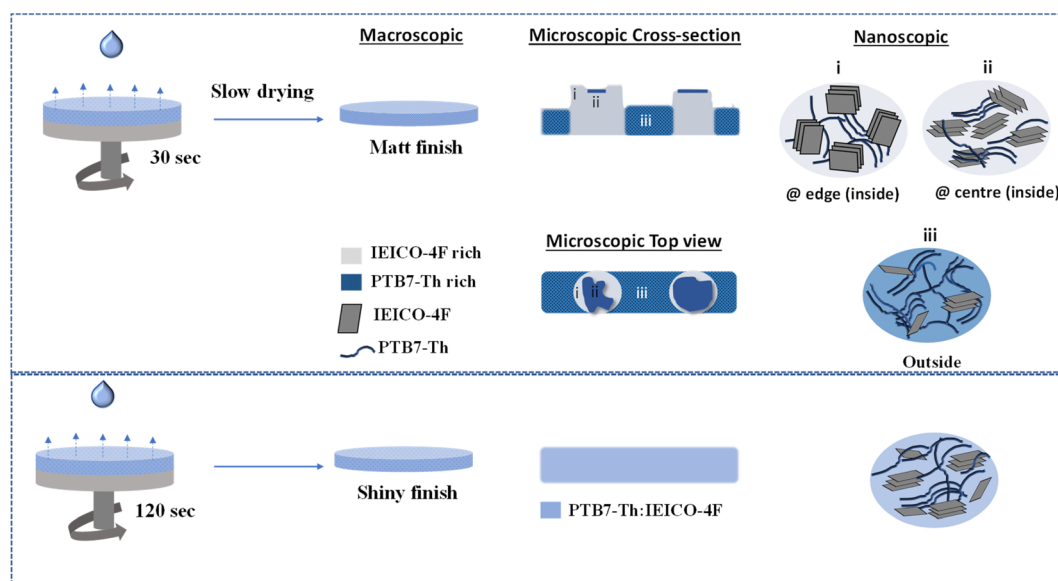 Macroscopic
Microscopic Cross-section
Nanoscopic
i
ii
Slow drying
i
ii
iii
30 sec
Matt finish
@ edge (inside)
@ centre (inside)
Microscopic Top view
iii
IEICO-4F rich
PTB7-Th rich
i
ii
iii
IEICO-4F
PTB7-Th
Outside
120 sec
Shiny finish
PTB7-Th:IEICO-4F